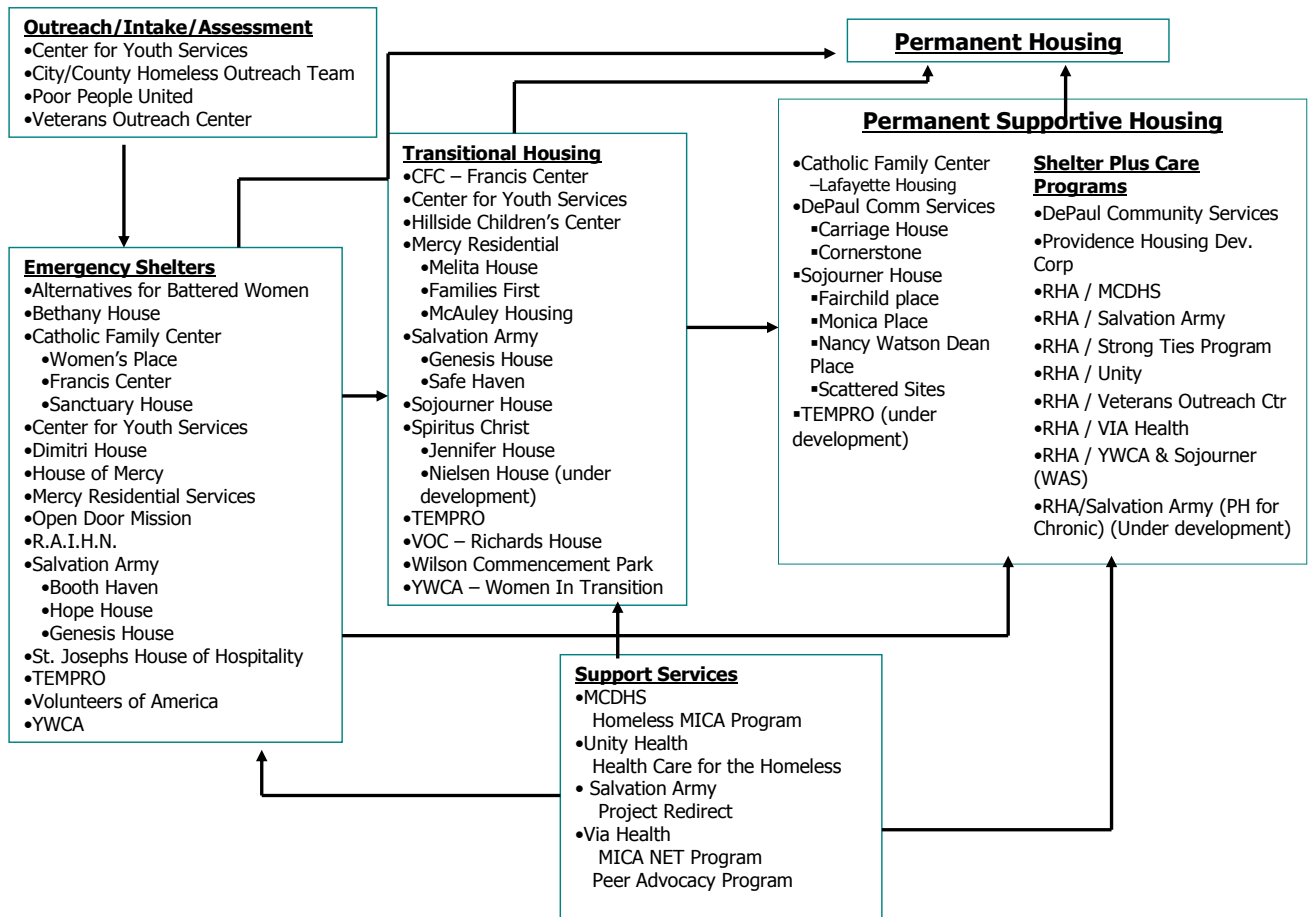 Outreach/Intake/Assessment
•Center for Youth Services
•City/County Homeless Outreach Team
•Poor People United
•Veterans Outreach Center
Permanent Housing
Emergency Shelters
•Alternatives for Battered Women
•Bethany House
•Catholic Family Center
•Women's Place
•Francis Center
•Sanctuary House
•Center for Youth Services
•Dimitri House
•House of Mercy
•Mercy Residential Services
•Open Door Mission
•R.A.I.H.N.
•Salvation Army
•Booth Haven
•Hope House
•Genesis House
•St. Josephs House of Hospitality
•TEMPRO
•Volunteers of America
•YWCA
Transitional Housing
•CFC – Francis Center
•Center for Youth Services
•Hillside Children's Center
•Mercy Residential
•Melita House
•Families First
•McAuley Housing
•Salvation Army
•Genesis House
•Safe Haven
•Sojourner House
•Spiritus Christ
•Jennifer House
•Nielsen House (under
development)
•TEMPRO
•VOC – Richards House
•Wilson Commencement Park
•YWCA – Women In Transition
Permanent Supportive Housing
•Catholic Family Center
–Lafayette Housing
•DePaul Comm Services
▪Carriage House
▪Cornerstone
▪Sojourner House
▪Fairchild place
▪Monica Place
▪Nancy Watson Dean
Place
▪Scattered Sites
▪TEMPRO (under
development)
Shelter Plus Care
Programs
•DePaul Community Services
•Providence Housing Dev.
Corp
•RHA / MCDHS
•RHA / Salvation Army
•RHA / Strong Ties Program
•RHA / Unity
•RHA / Veterans Outreach Ctr
•RHA / VIA Health
•RHA / YWCA & Sojourner
(WAS)
•RHA/Salvation Army (PH for
Chronic) (Under development)
Support Services
•MCDHS
Homeless MICA Program
•Unity Health
Health Care for the Homeless
• Salvation Army
Project Redirect
•Via Health
MICA NET Program
Peer Advocacy Program